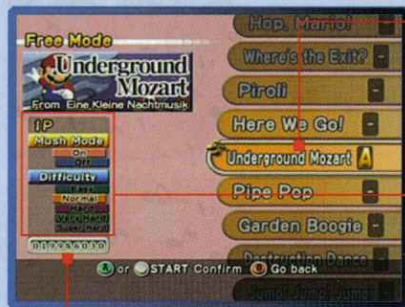 Hop, Mario!
Free Mode
Where's the Exit?
Underground
Mozart
From Eine Kleine Nachtmusik
Piroli
1P
Here We Go!
Mush Mode
On
Off
Underground Mozart A
Difficulty
Easy
Normal
Hard
Very Hard
Super Hard
Pipe Pop
Garden Boogie
Destruction Dance
A or START Confirm Go back